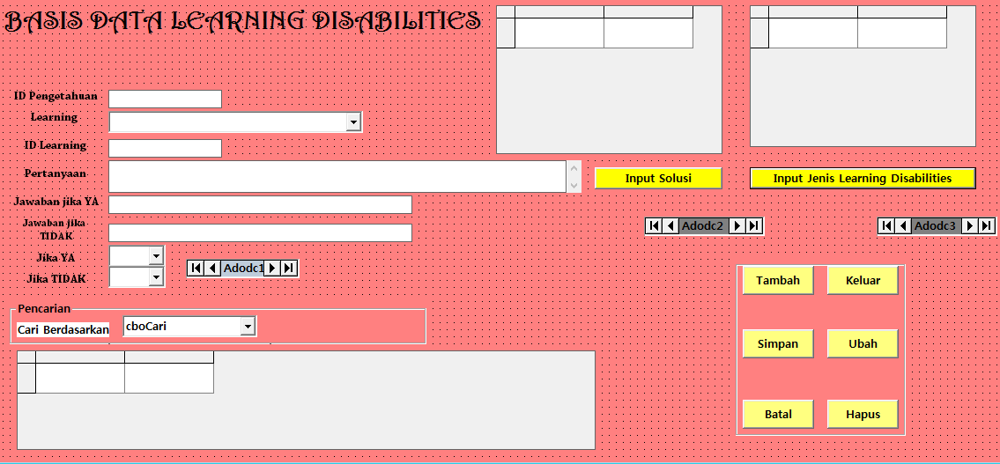 BASIS DATA LEARNING DISABILITIES
ID Pengetahuan
Learning
ID Learning
Pertanyaan
Input Solusi
Input Jenis Learning Disabilities
Jawaban jika YA
Jawaban jika
TIDAK
Adodc2
Adodc3
Jika YA
Adodc1
Jika TIDAK
Tambah
Keluar
Pencarian
Cari Berdasarkan
cboCari
Simpan
Ubah
Batal
Hapus